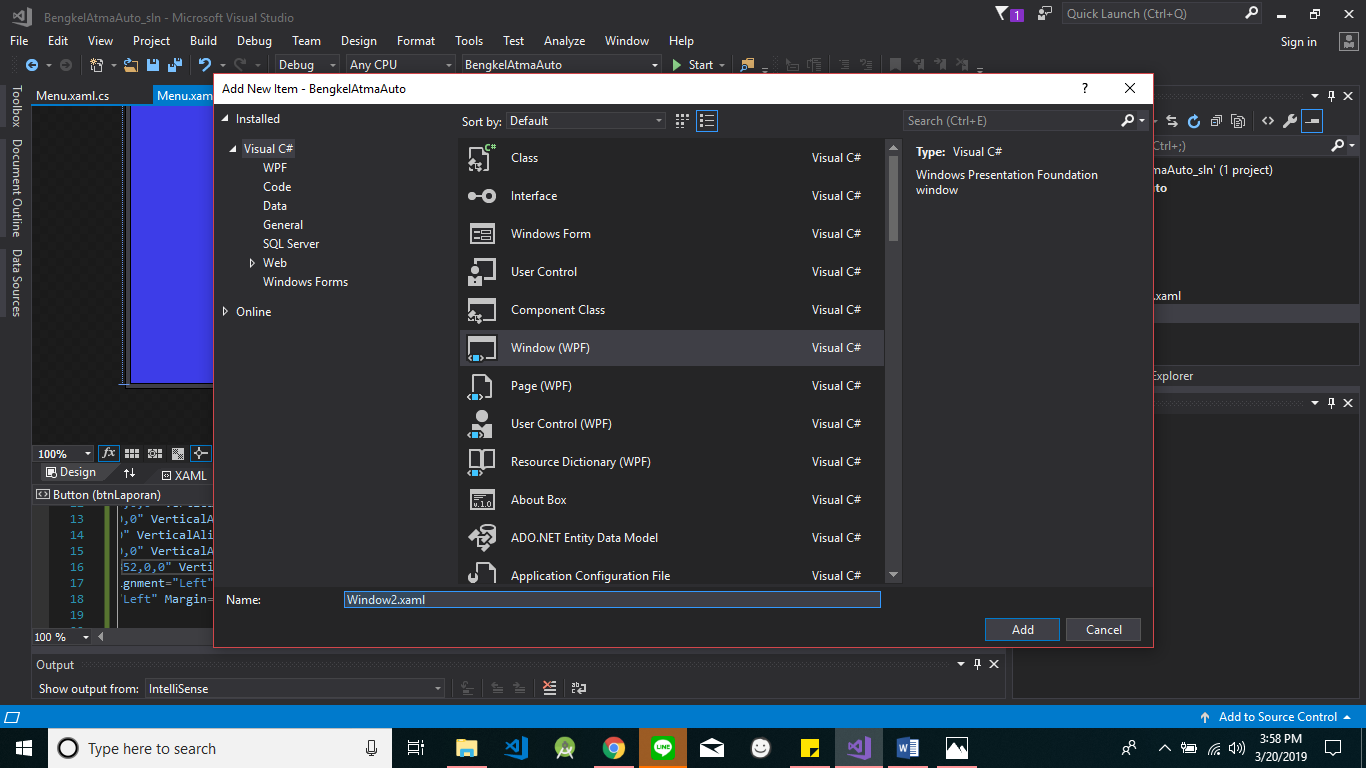 BengkelAtmaAuto_sln - Microsoft Visual Studio
1
Quick Launch (Ctrl+Q)
File Edit View Project Build Debug Team Design Format Tools Test Analyze Window Help
Sign in
Debug Any CPU BengkelAtmaAuto Start
Toolbox
Document Outline
Data Sources
Menu.xaml.cs Menu.xam
Add New Item - BengkelAtmaAuto
?
Installed
Visual C#
WPF
Code
Data
General
SQL Server
Web
Windows Forms
Online
Sort by: Default
Search (Ctrl+E)
C# Class Visual C#
Interface Visual C#
Windows Form Visual C#
User Control Visual C#
Component Class Visual C#
Window (WPF) Visual C#
Page (WPF) Visual C#
User Control (WPF) Visual C#
Resource Dictionary (WPF) Visual C#
v.1.0 About Box Visual C#
ADO.NET Entity Data Model Visual C#
Application Configuration File Visual C#
Type: Visual C#
Windows Presentation Foundation
window
Name: Window2.xaml
Add Cancel
Ctrl+;)
maAuto_sln' (1 project)
uto
.xaml
Explorer
100% fx
Design XAML
Button (btnLaporan)
13 ,0" VerticalA
14 0" VerticalAli
15 ,0" VerticalA
16 52,0,0" Verti
17 gnment="Left"
18 "Left" Margin=
19
100 %
Output
Show output from: IntelliSense
Add to Source Control
Type here to search
LINE
3:58 PM
3/20/2019